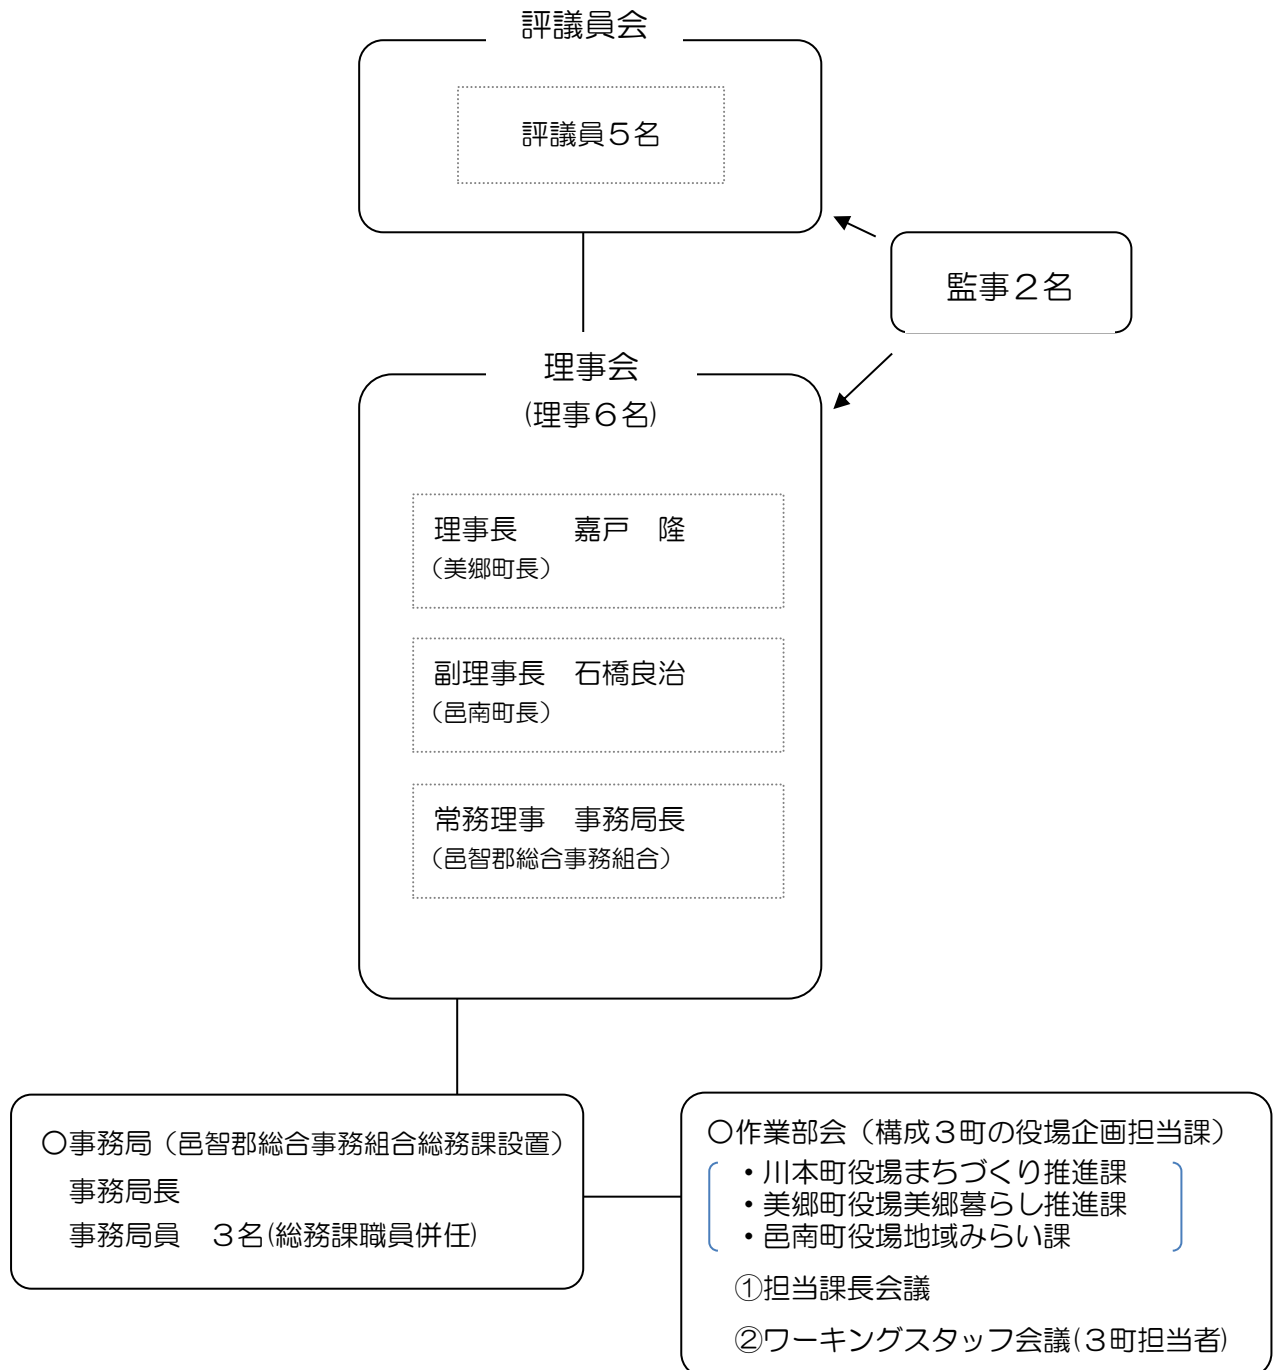 評議員会
評議員５名
監事２名
理事会
(理事６名)
理事長　　嘉戸　隆
（美郷町長）
副理事長　石橋良治
（邑南町長）
常務理事　事務局長
（邑智郡総合事務組合）
〇事務局（邑智郡総合事務組合総務課設置）
事務局長
事務局員　３名(総務課職員併任)
〇作業部会（構成３町の役場企画担当課）
・川本町役場まちづくり推進課
・美郷町役場美郷暮らし推進課
・邑南町役場地域みらい課
①担当課長会議
②ワーキングスタッフ会議(３町担当者)